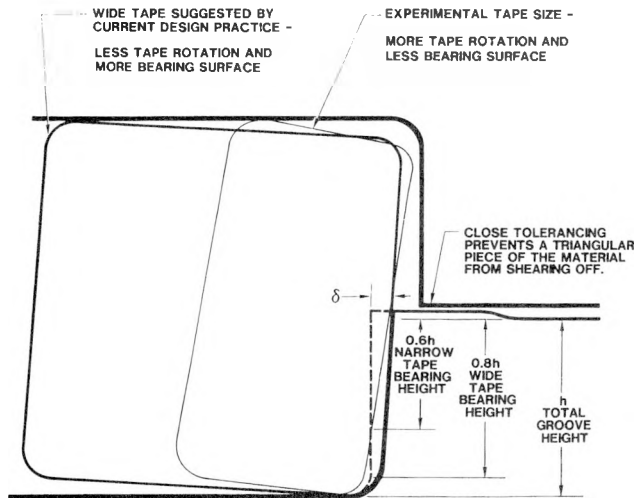 WIDE TAPE SUGGESTED BY
CURRENT DESIGN PRACTICE -
LESS TAPE ROTATION AND
MORE BEARING SURFACE
EXPERIMENTAL TAPE SIZE -
MORE TAPE ROTATION AND
LESS BEARING SURFACE
CLOSE TOLERANCING
PREVENTS A TRIANGULAR
PIECE OF THE MATERIAL
FROM SHEARING OFF.
δ
0.6h
NARROW
TAPE
BEARING
HEIGHT
0.8h
WIDE
TAPE
BEARING
HEIGHT
h
TOTAL
GROOVE
HEIGHT